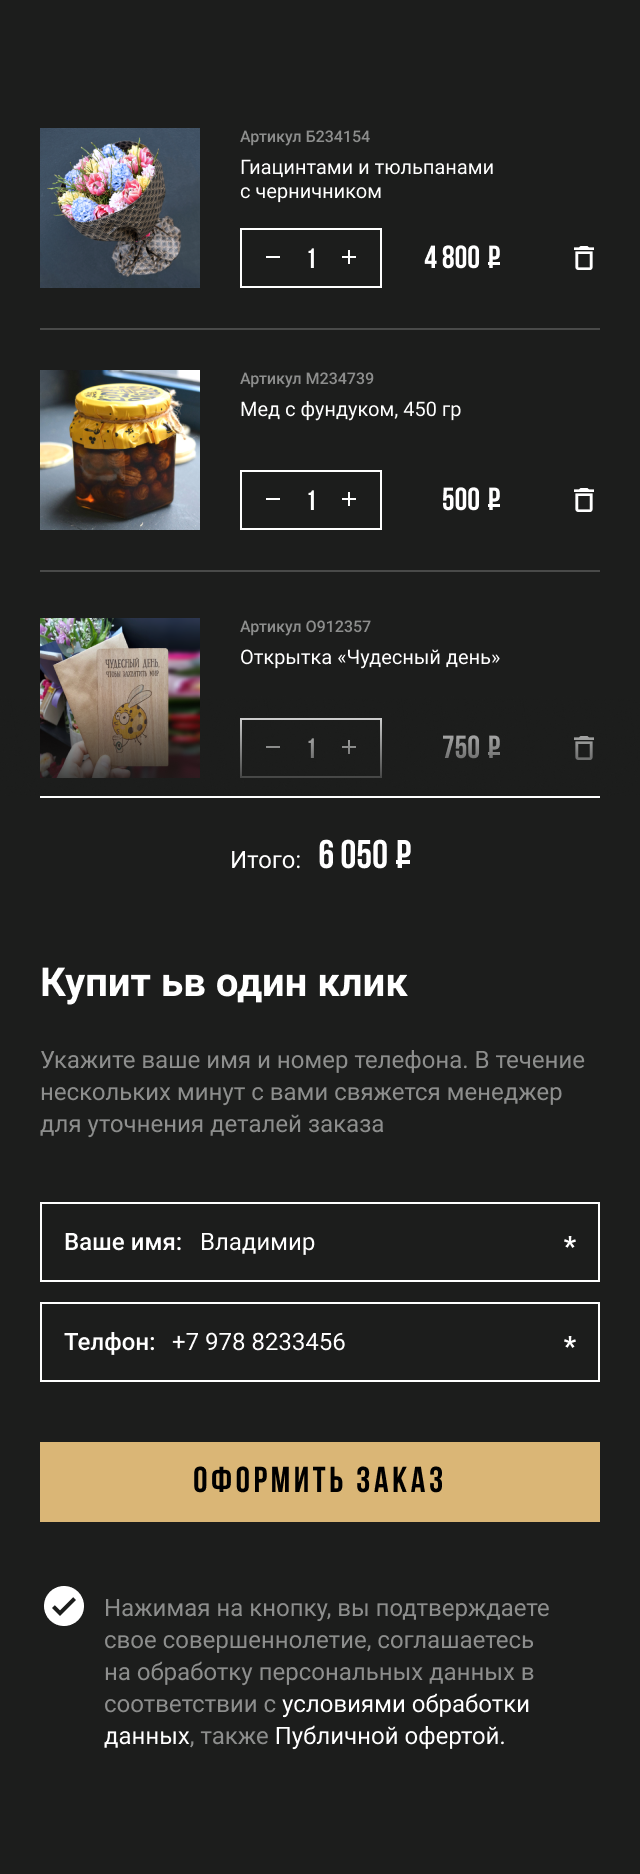 Артикул Б234154
Гиацинтами и тюльпанами
с черничником
− 1 + 4 800 ₽
Артикул М234739
Мед с фундуком, 450 гр
− 1 + 500 ₽
ЧУДЕСНЫЙ ДЕНЬ,
ЧТОБЫ ЗАХВАТИТЬ МИР
Артикул О912357
Открытка «Чудесный день»
− 1 + 750 ₽
Итого: 6 050 ₽
Купит ьв один клик
Укажите ваше имя и номер телефона. В течение
нескольких минут с вами свяжется менеджер
для уточнения деталей заказа
Ваше имя: Владимир *
Телфон: +7 978 8233456 *
ОФОРМИТЬ ЗАКАЗ
Нажимая на кнопку, вы подтверждаете
свое совершеннолетие, соглашаетесь
на обработку персональных данных в
соответствии с условиями обработки
данных, также Публичной офертой.